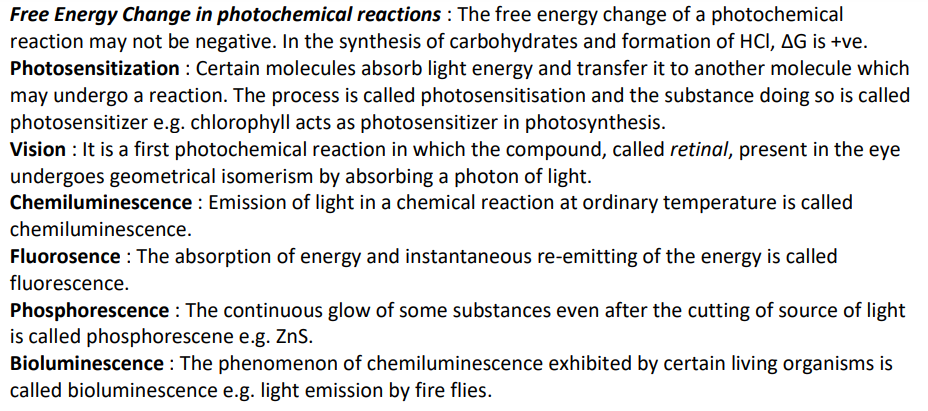 Free Energy Change in photochemical reactions : The free energy change of a photochemical
reaction may not be negative. In the synthesis of carbohydrates and formation of HCl, ΔG is +ve.
Photosensitization : Certain molecules absorb light energy and transfer it to another molecule which
may undergo a reaction. The process is called photosensitisation and the substance doing so is called
photosensitizer e.g. chlorophyll acts as photosensitizer in photosynthesis.
Vision : It is a first photochemical reaction in which the compound, called retinal, present in the eye
undergoes geometrical isomerism by absorbing a photon of light.
Chemiluminescence : Emission of light in a chemical reaction at ordinary temperature is called
chemiluminescence.
Fluorosence : The absorption of energy and instantaneous re-emitting of the energy is called
fluorescence.
Phosphorescence : The continuous glow of some substances even after the cutting of source of light
is called phosphorescene e.g. ZnS.
Bioluminescence : The phenomenon of chemiluminescence exhibited by certain living organisms is
called bioluminescence e.g. light emission by fire flies.